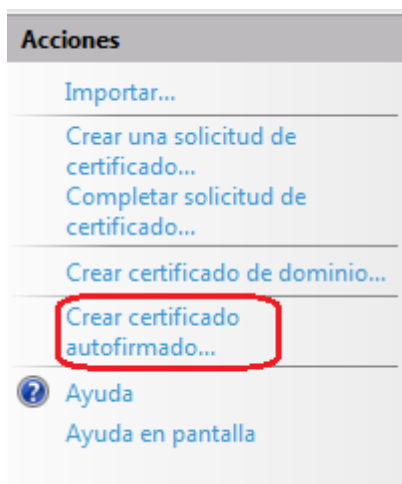 Acciones
Importar...
Crear una solicitud de
certificado...
Completar solicitud de
certificado...
Crear certificado de dominio...
Crear certificado
autofirmado...
Ayuda
Ayuda en pantalla